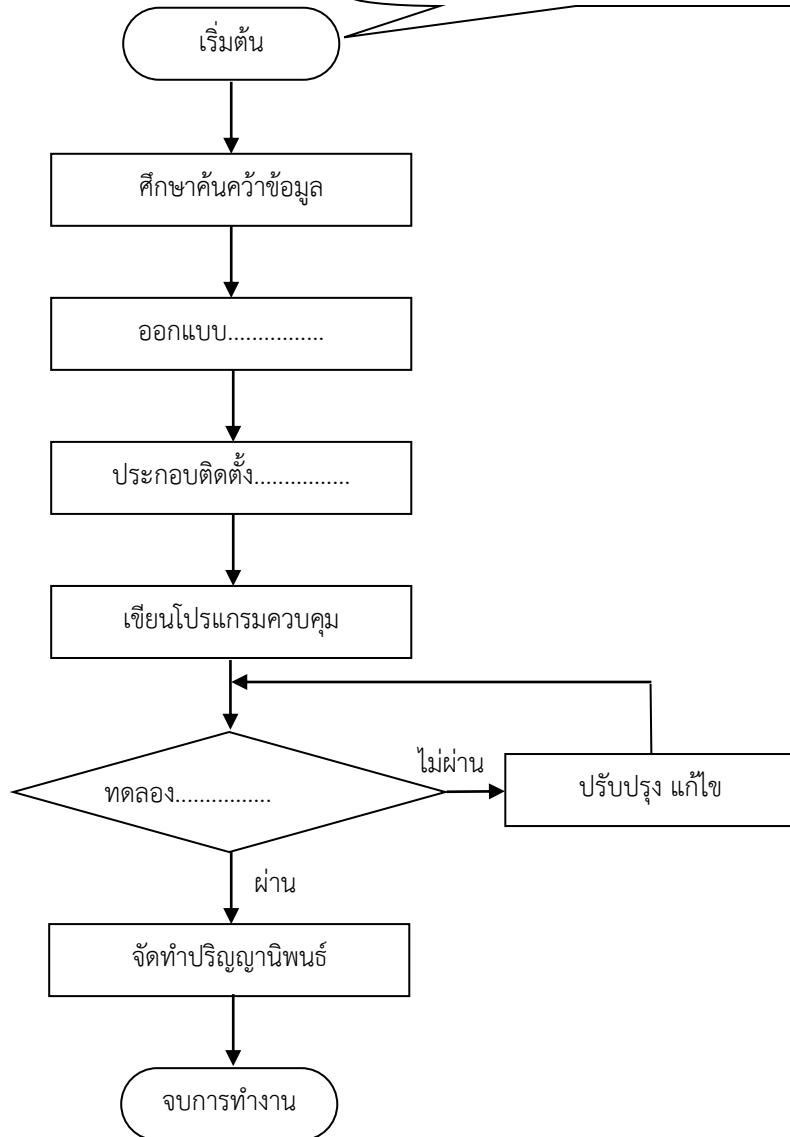 เริ่มต้น
ศึกษาค้นคว้าข้อมูล
ออกแบบ................
ประกอบติดตั้ง................
เขียนโปรแกรมควบคุม
ทดลอง................
ไม่ผ่าน
ปรับปรุง แก้ไข
ผ่าน
จัดทำปริญญานิพนธ์
จบการทำงาน